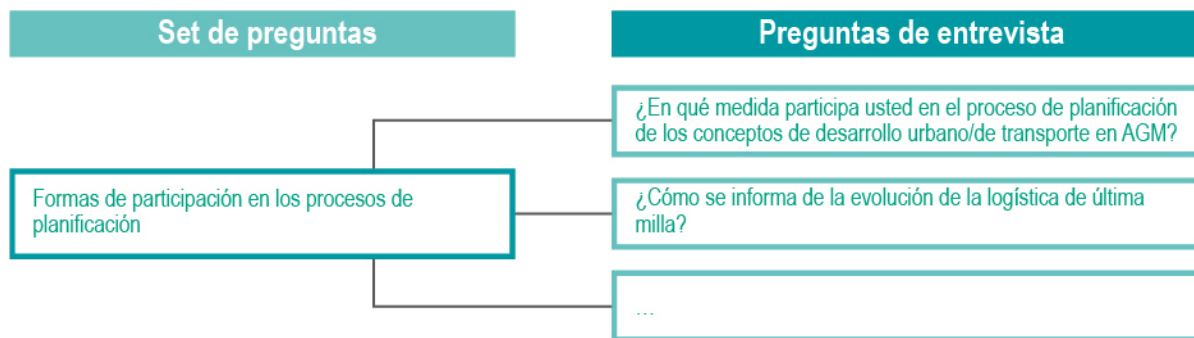 Set de preguntas
Preguntas de entrevista
¿En qué medida participa usted en el proceso de planificación
de los conceptos de desarrollo urbano/de transporte en AGM?
Formas de participación en los procesos de
planificación
¿Cómo se informa de la evolución de la logística de última
milla?
...